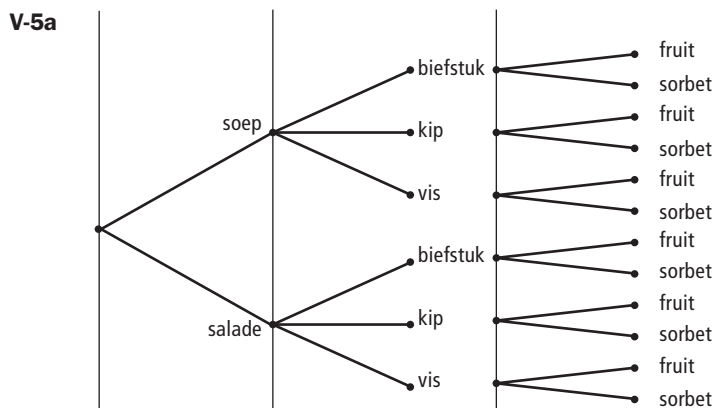 V-5a
fruit
biefstuk
sorbet
fruit
soep
kip
sorbet
fruit
vis
sorbet
fruit
biefstuk
sorbet
fruit
salade
kip
sorbet
fruit
vis
sorbet